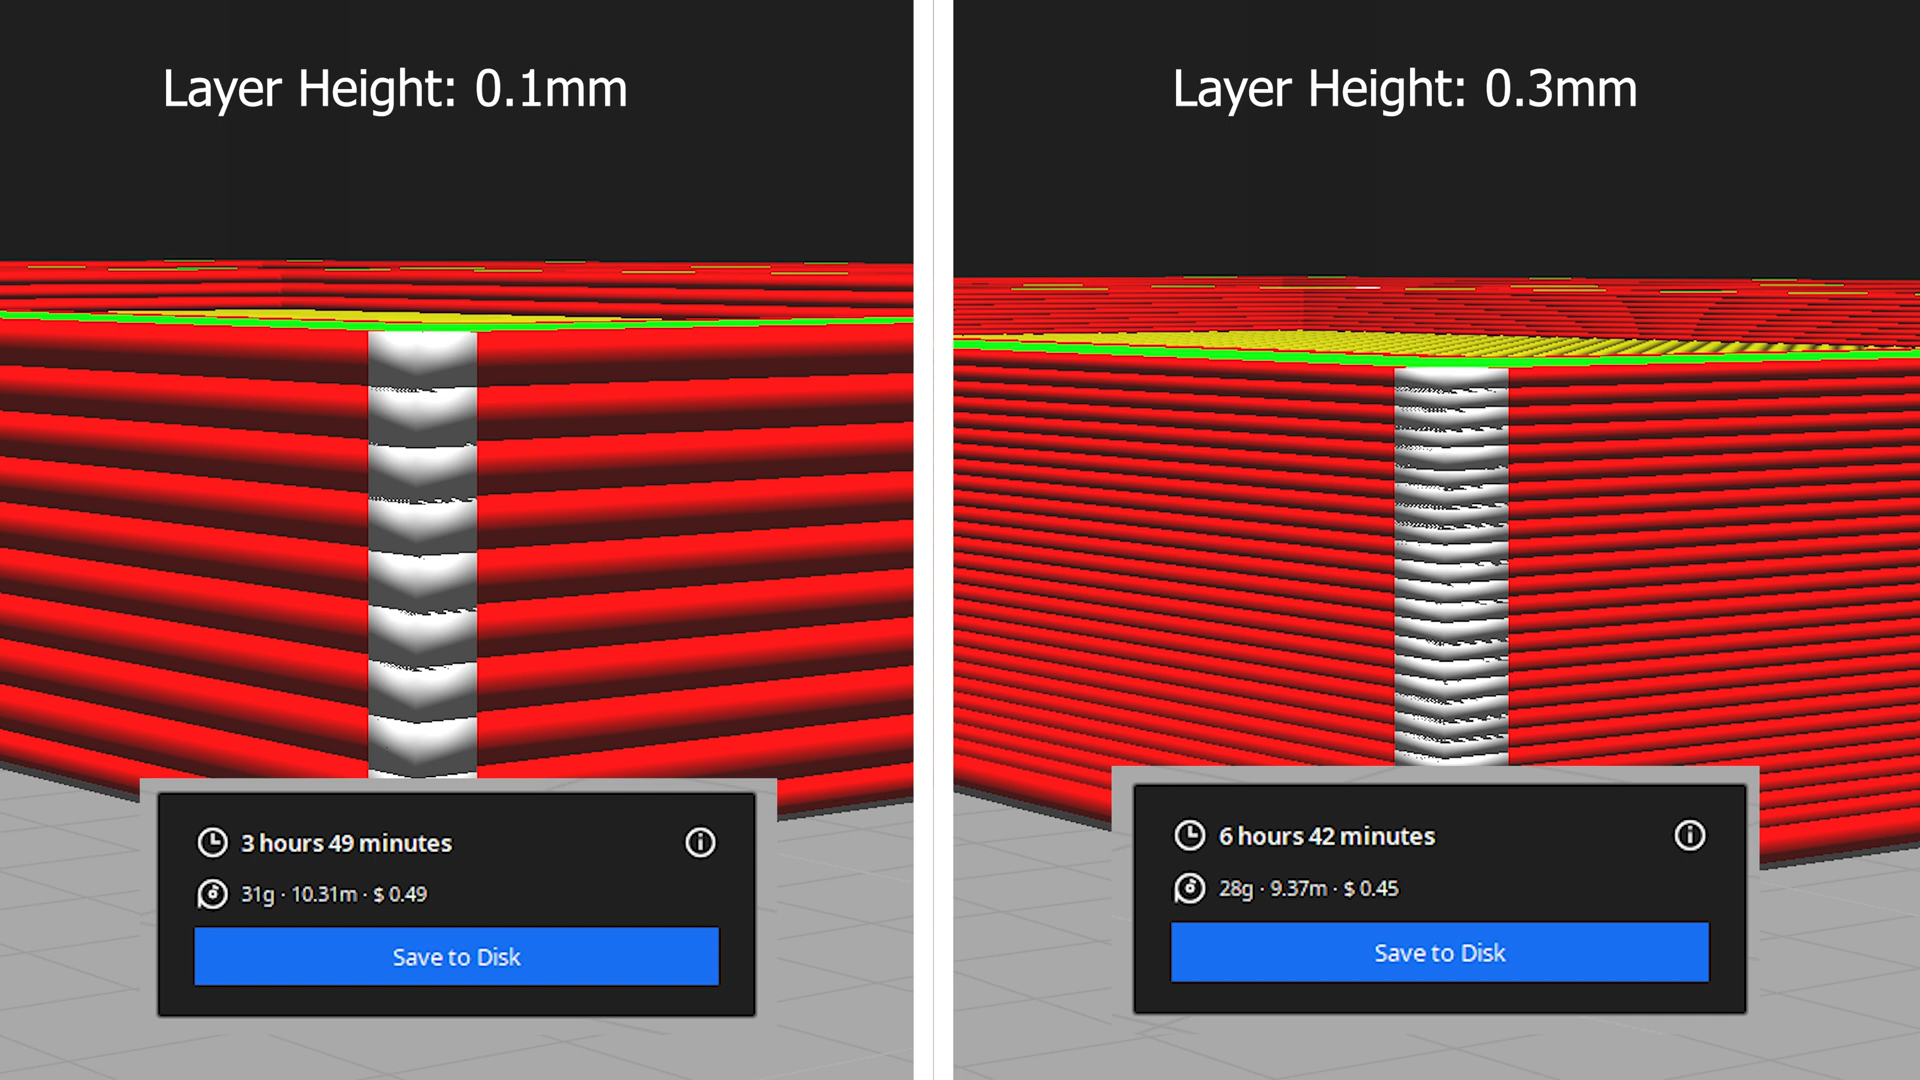 Layer Height: 0.1mm
3 hours 49 minutes
31g · 10.31m · $ 0.49
Save to Disk
Layer Height: 0.3mm
6 hours 42 minutes
28g · 9.37m · $ 0.45
Save to Disk